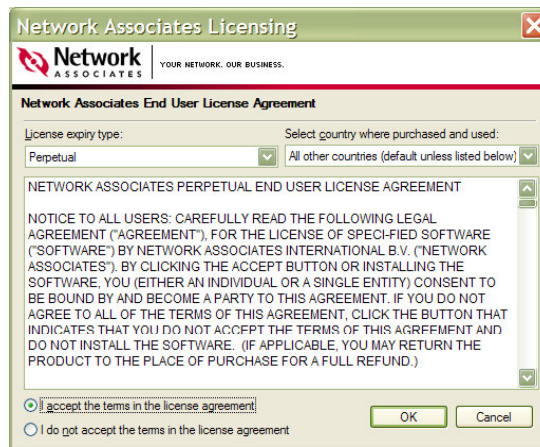 Network Associates Licensing
Network
ASSOCIATES
YOUR NETWORK. OUR BUSINESS.
Network Associates End User License Agreement
License expiry type:
Select country where purchased and used:
Perpetual
All other countries (default unless listed below)
NETWORK ASSOCIATES PERPETUAL END USER LICENSE AGREEMENT
NOTICE TO ALL USERS: CAREFULLY READ THE FOLLOWING LEGAL
AGREEMENT ("AGREEMENT"), FOR THE LICENSE OF SPECI-FIED SOFTWARE
("SOFTWARE") BY NETWORK ASSOCIATES INTERNATIONAL B.V. ("NETWORK
ASSOCIATES"). BY CLICKING THE ACCEPT BUTTON OR INSTALLING THE
SOFTWARE, YOU (EITHER AN INDIVIDUAL OR A SINGLE ENTITY) CONSENT TO
BE BOUND BY AND BECOME A PARTY TO THIS AGREEMENT. IF YOU DO NOT
AGREE TO ALL OF THE TERMS OF THIS AGREEMENT, CLICK THE BUTTON THAT
INDICATES THAT YOU DO NOT ACCEPT THE TERMS OF THIS AGREEMENT AND
DO NOT INSTALL THE SOFTWARE. (IF APPLICABLE, YOU MAY RETURN THE
PRODUCT TO THE PLACE OF PURCHASE FOR A FULL REFUND.)
I accept the terms in the license agreement
I do not accept the terms in the license agreement
OK
Cancel